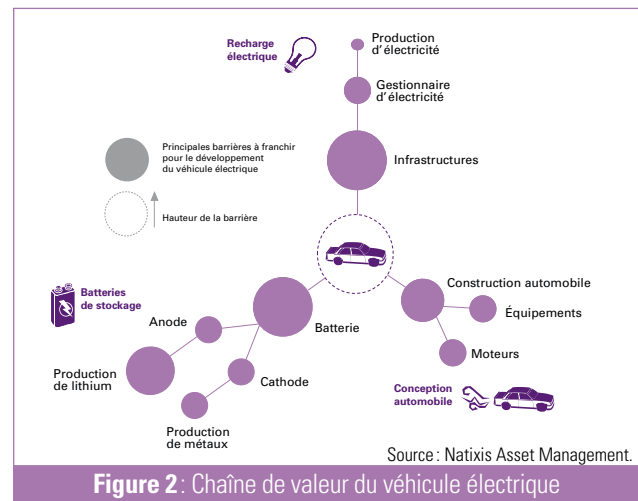 Recharge
électrique
Production
d'électricité
Gestionnaire
d'électricité
Infrastructures
Principales barrières à franchir
pour le développement
du véhicule électrique
Hauteur de la barrière
Batteries
de stockage
Anode
Batterie
Production
de lithium
Cathode
Production
de métaux
Construction automobile
Équipements
Moteurs
Conception
automobile
Source : Natixis Asset Management.
Figure 2 : Chaîne de valeur du véhicule électrique